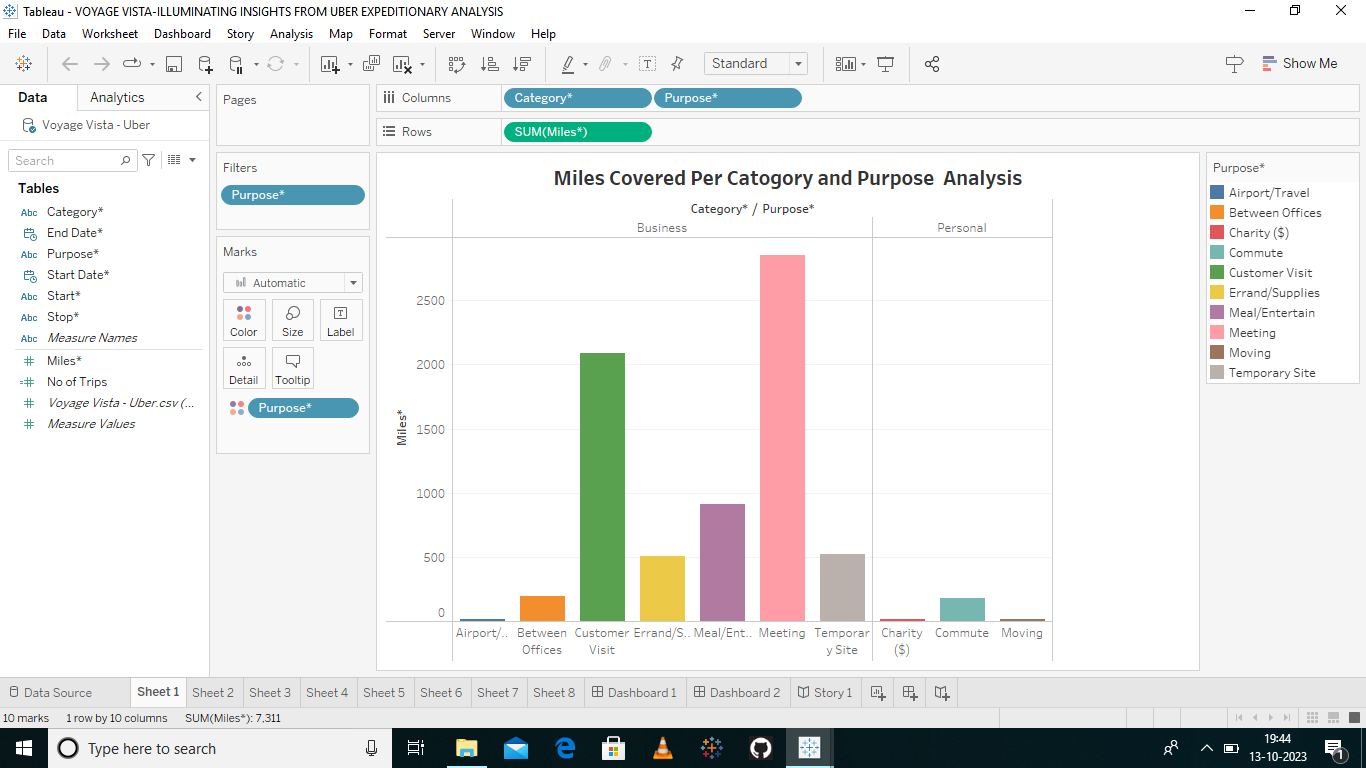 Tableau - VOYAGE VISTA-ILLUMINATING INSIGHTS FROM UBER EXPEDITIONARY ANALYSIS
File Data Worksheet Dashboard Story Analysis Map Format Server Window Help
Standard
Show Me
Data Analytics
Voyage Vista - Uber
Search
Tables
Abc Category*
End Date*
Abc Purpose*
Start Date*
Abc Start*
Abc Stop*
Abc Measure Names
# Miles*
=# No of Trips
# Voyage Vista - Uber.csv (...
# Measure Values
Pages
Filters
Purpose*
Marks
Automatic
Color Size Label
Detail Tooltip
Purpose*
Columns Category* Purpose*
Rows SUM(Miles*)
Miles Covered Per Catogory and Purpose Analysis
Category* / Purpose*
Business Personal
Miles*
2500
2000
1500
1000
500
0
Airport/.. Between Customer Errand/S.. Meal/Ent.. Meeting Temporar Charity Commute Moving
Offices Visit y Site ($)
Purpose*
Airport/Travel
Between Offices
Charity ($)
Commute
Customer Visit
Errand/Supplies
Meal/Entertain
Meeting
Moving
Temporary Site
Data Source Sheet 1 Sheet 2 Sheet 3 Sheet 4 Sheet 5 Sheet 6 Sheet 7 Sheet 8 Dashboard 1 Dashboard 2 Story 1
10 marks 1 row by 10 columns SUM(Miles*): 7,311
Type here to search
19:44
13-10-2023
1